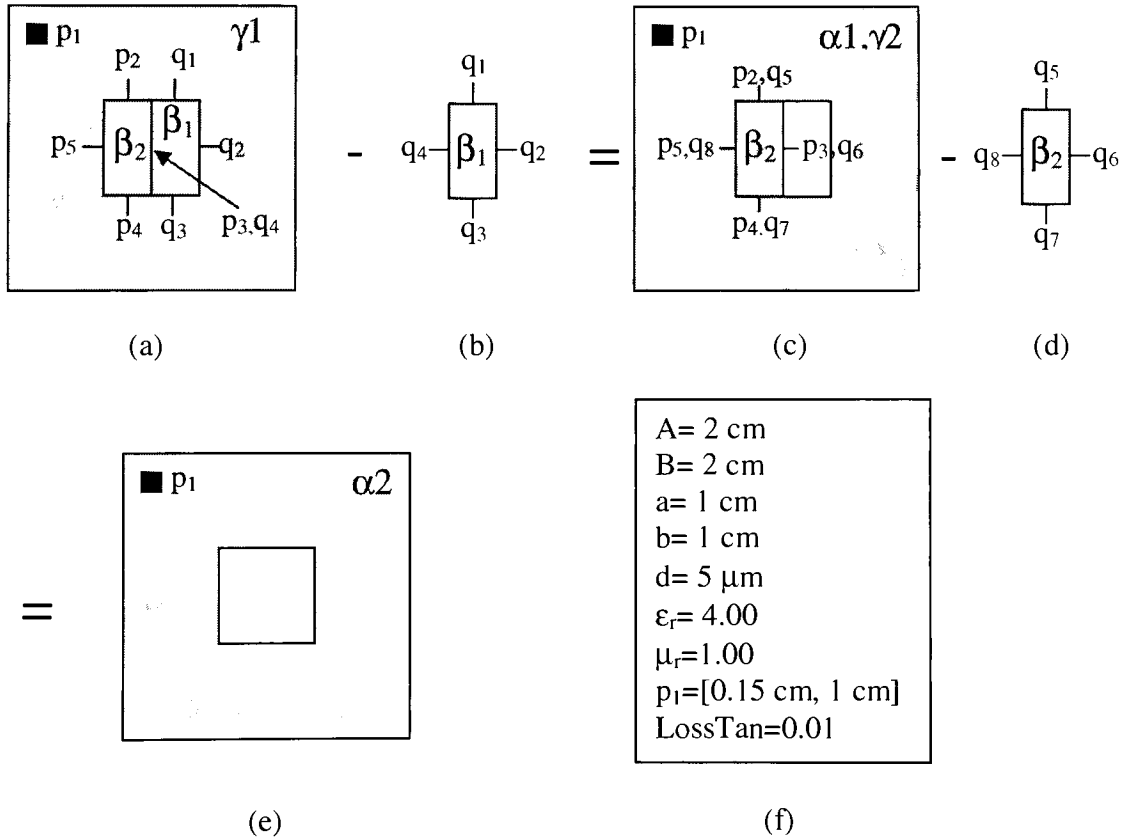 p₁ γ1
p₂ q₁
β₂ β₁
p₅ q₂
p₄ q₃ p₃,q₄
-
q₁
q₄ β₁ q₂
q₃
=
p₁ α1,γ2
p₂,q₅
p₅,q₈ β₂ p₃,q₆
p₄.q₇
-
q₅
q₈ β₂ q₆
q₇
(a) (b) (c) (d)
=
p₁ α2
A= 2 cm
B= 2 cm
a= 1 cm
b= 1 cm
d= 5 μm
εᵣ= 4.00
μᵣ=1.00
p₁=[0.15 cm, 1 cm]
LossTan=0.01
(e) (f)